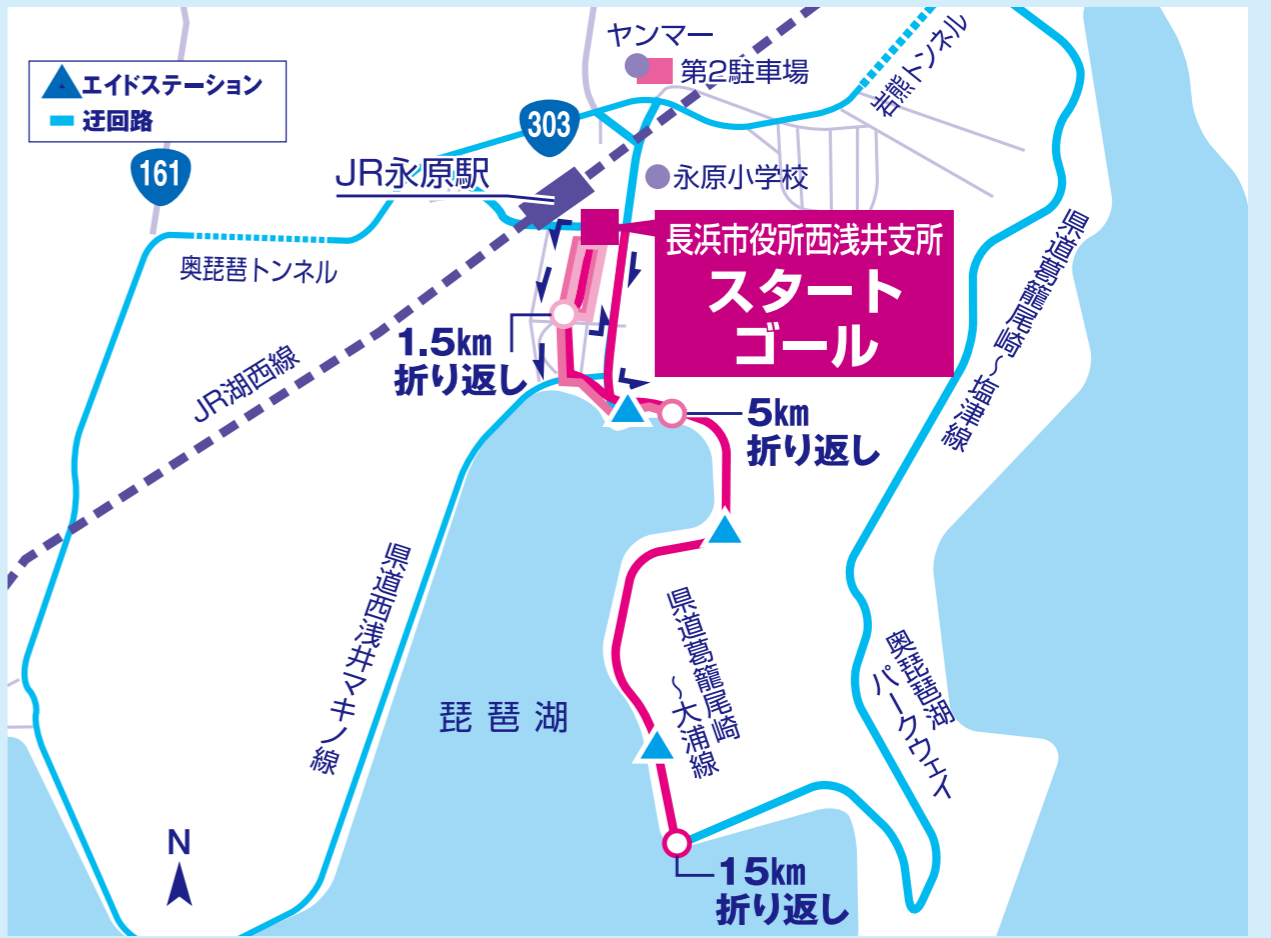 ヤンマー
第2駐車場
エイドステーション
迂回路
岩熊トンネル
303
161
JR永原駅
永原小学校
長浜市役所西浅井支所
スタート
ゴール
奥琵琶トンネル
県道葛籠尾崎〜塩津線
1.5km
折り返し
JR湖西線
5km
折り返し
県道西浅井マキノ線
県道葛籠尾崎
〜大浦線
奥琵琶湖
パークウェイ
琵琶湖
N
15km
折り返し